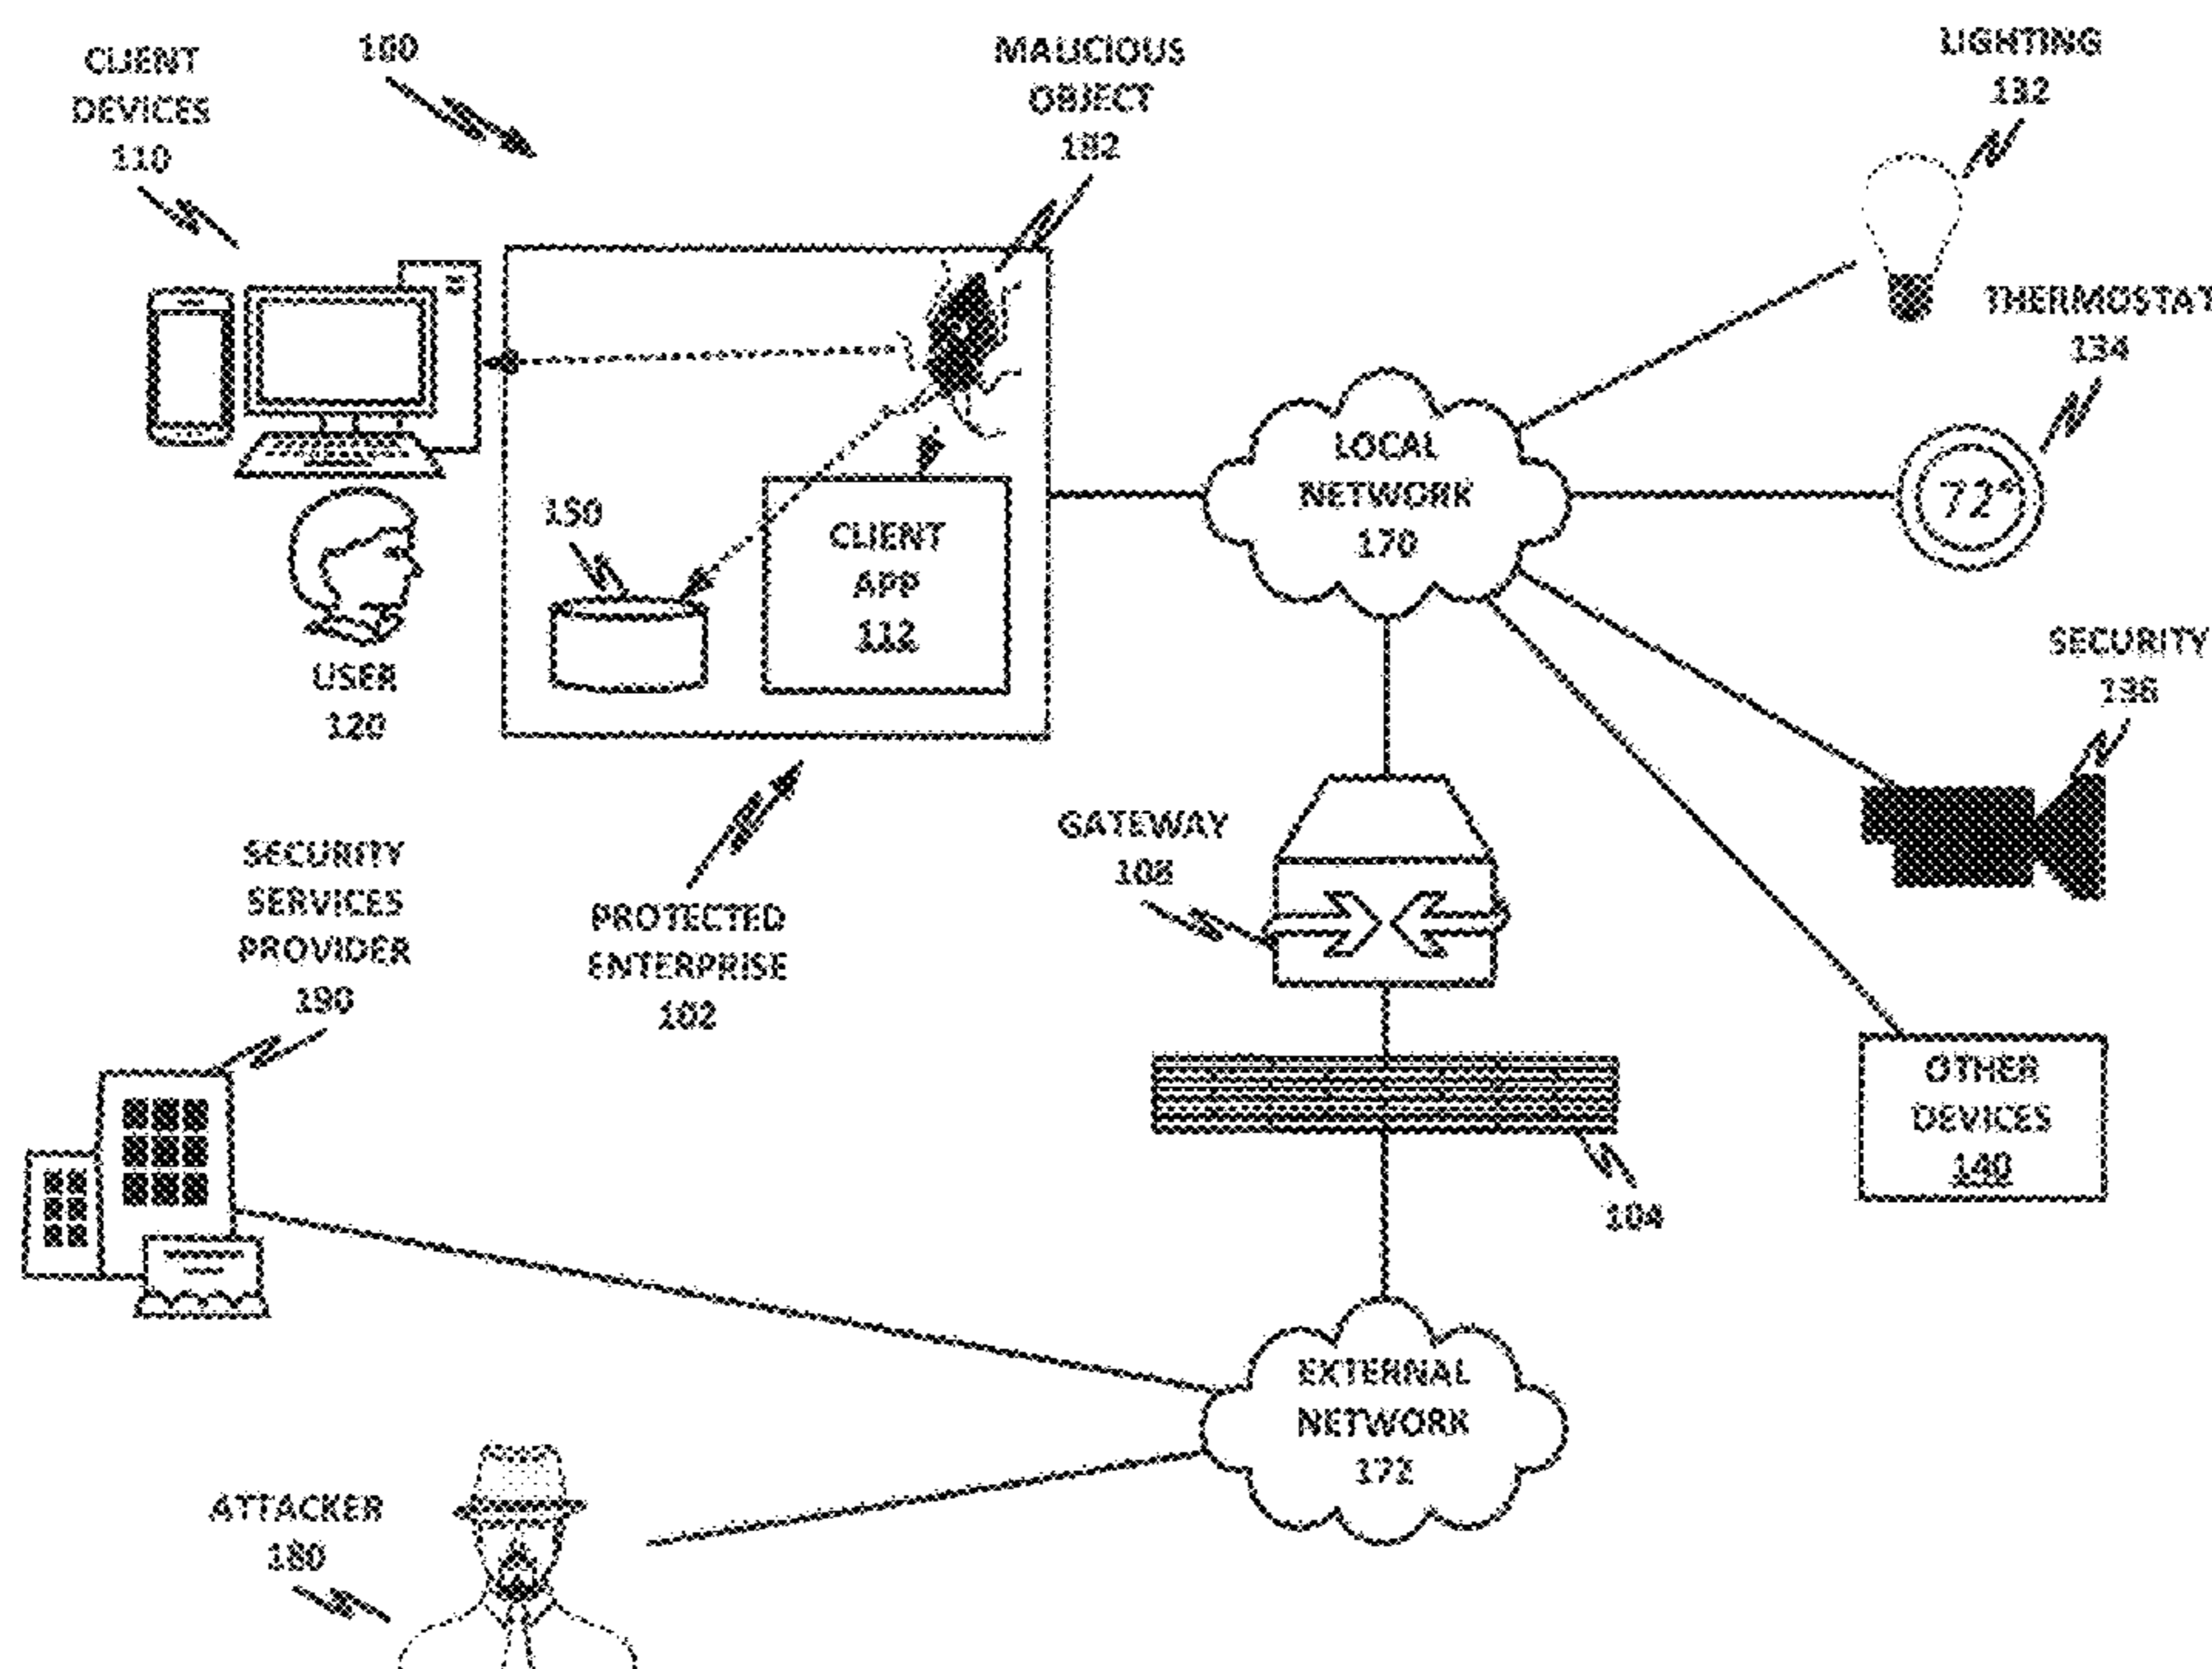 CLIENT
DEVICES
110
100
MALICIOUS
OBJECT
182
LIGHTING
132
THERMOSTAT
134
72°
LOCAL
NETWORK
170
150
CLIENT
APP
112
USER
120
SECURITY
136
GATEWAY
108
SECURITY
SERVICES
PROVIDER
190
PROTECTED
ENTERPRISE
102
OTHER
DEVICES
140
104
EXTERNAL
NETWORK
172
ATTACKER
180